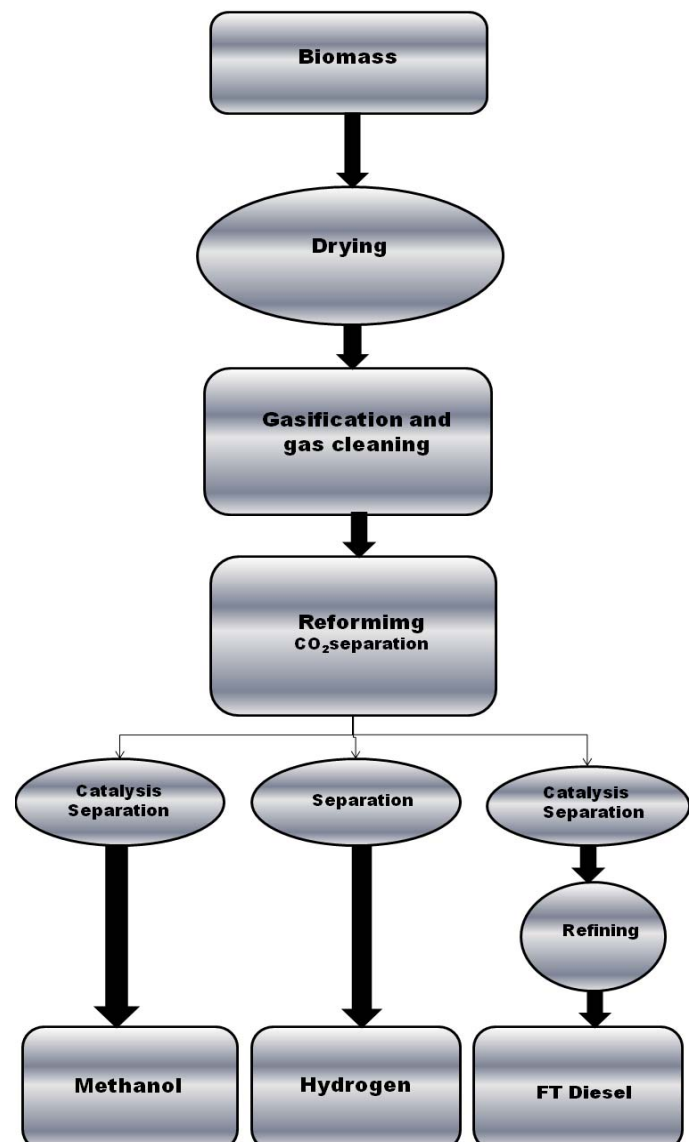 Biomass
Drying
Gasification and
gas cleaning
Reformimg
CO₂separation
Catalysis
Separation
Separation
Catalysis
Separation
Refining
Methanol
Hydrogen
FT Diesel